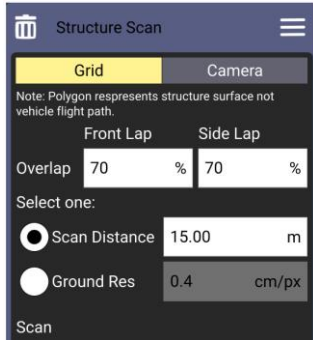 Structure Scan
Grid Camera
Note: Polygon respresents structure surface not
vehicle flight path.
Front Lap Side Lap
Overlap 70 % 70 %
Select one:
Scan Distance 15.00 m
Ground Res 0.4 cm/px
Scan